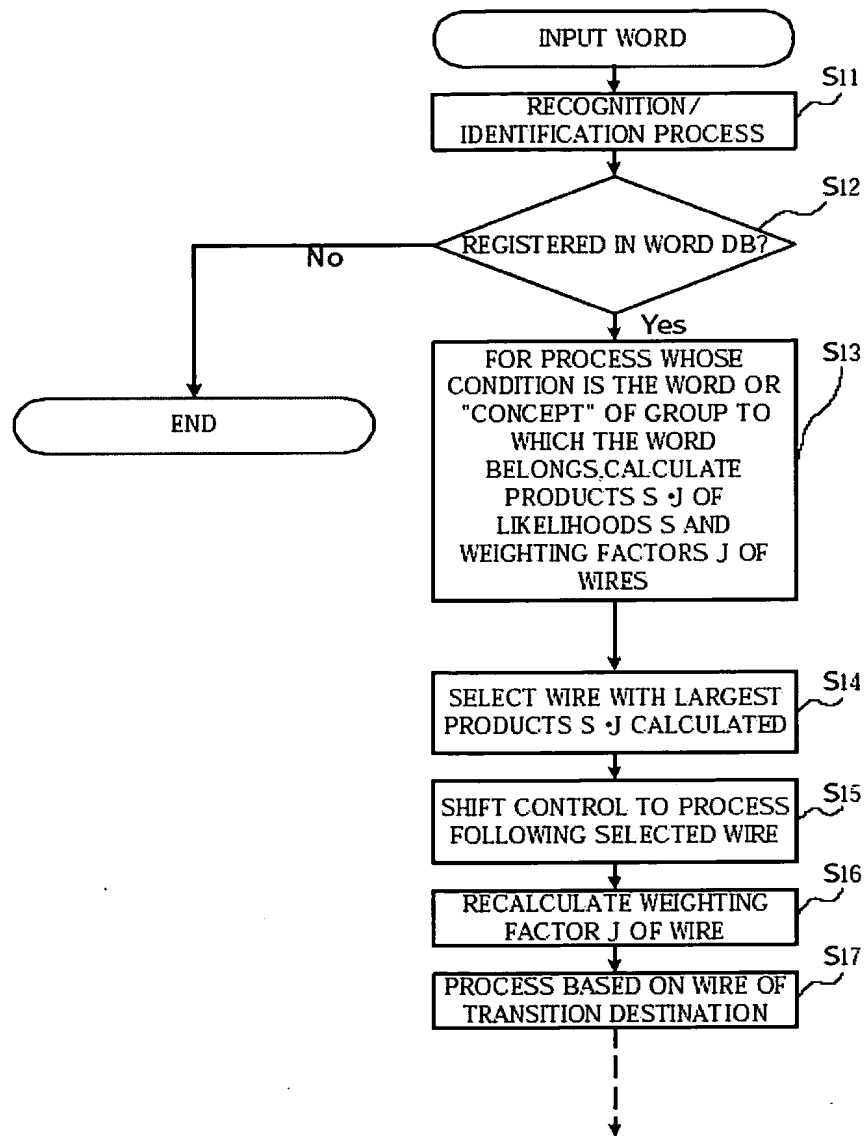 INPUT WORD
S11
RECOGNITION/
IDENTIFICATION PROCESS
S12
REGISTERED IN WORD DB?
No
Yes
END
S13
FOR PROCESS WHOSE
CONDITION IS THE WORD OR
"CONCEPT" OF GROUP TO
WHICH THE WORD
BELONGS,CALCULATE
PRODUCTS S •J OF
LIKELIHOODS S AND
WEIGHTING FACTORS J OF
WIRES
S14
SELECT WIRE WITH LARGEST
PRODUCTS S •J CALCULATED
S15
SHIFT CONTROL TO PROCESS
FOLLOWING SELECTED WIRE
S16
RECALCULATE WEIGHTING
FACTOR J OF WIRE
S17
PROCESS BASED ON WIRE OF
TRANSITION DESTINATION